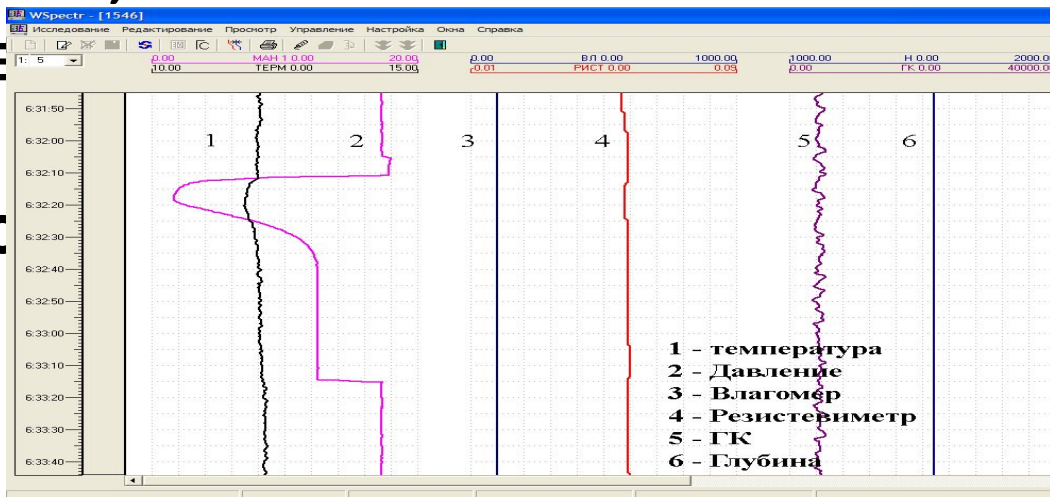 WSpectr - [1546]
Исследование Редактирование Просмотр Управление Настройка Окна Справка
1: 5
0.00 МАН 1 0.00 20.00 0.00 ВЛ 0.00 1000.00 1000.00 Н 0.00 2000.00
10.00 ТЕРМ 0.00 15.00 -0.01 РИСТ 0.00 0.09 0.00 ГК 0.00 40000.0
6:31:50
6:32:00 1 2 3 4 5 6
6:32:10
6:32:20
6:32:30
6:32:40
6:32:50
6:33:00
1 - температура
6:33:10
2 - Давление
6:33:20
3 - Влагомер
4 - Резистевиметр
6:33:30
5 - ГК
6:33:40
6 - Глубина